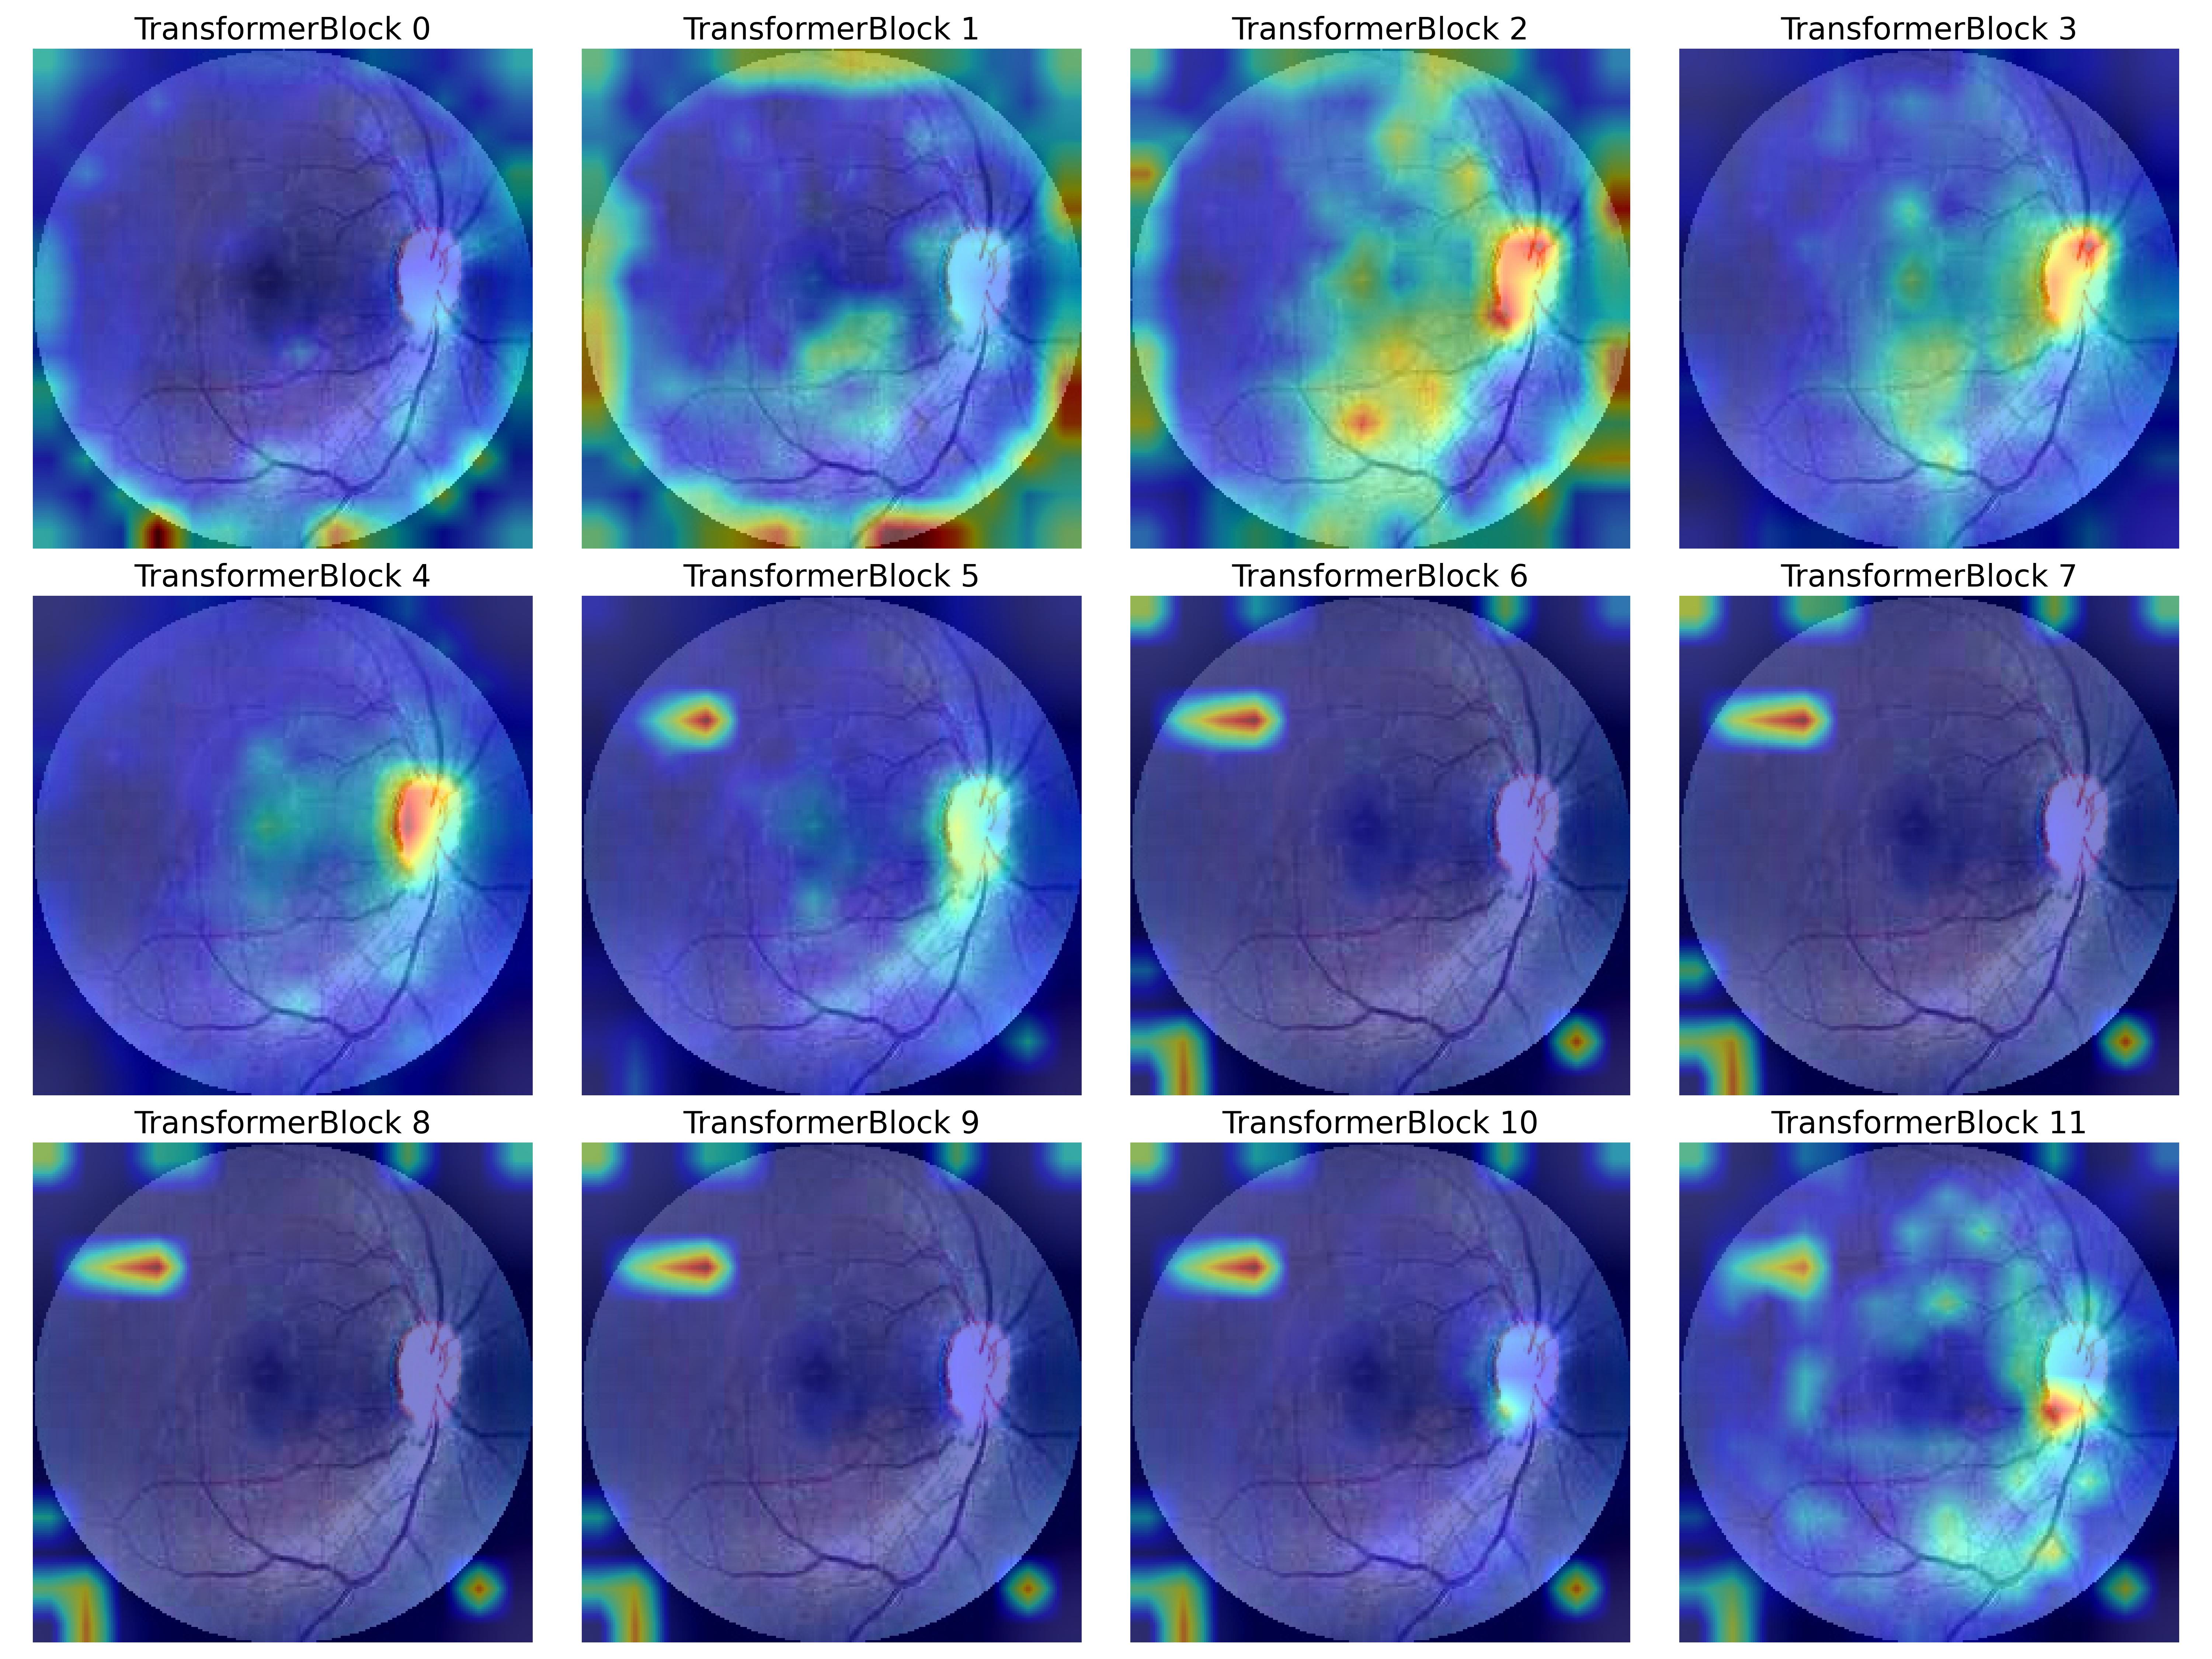 TransformerBlock 0
TransformerBlock 1
TransformerBlock 2
TransformerBlock 3
TransformerBlock 4
TransformerBlock 5
TransformerBlock 6
TransformerBlock 7
TransformerBlock 8
TransformerBlock 9
TransformerBlock 10
TransformerBlock 11